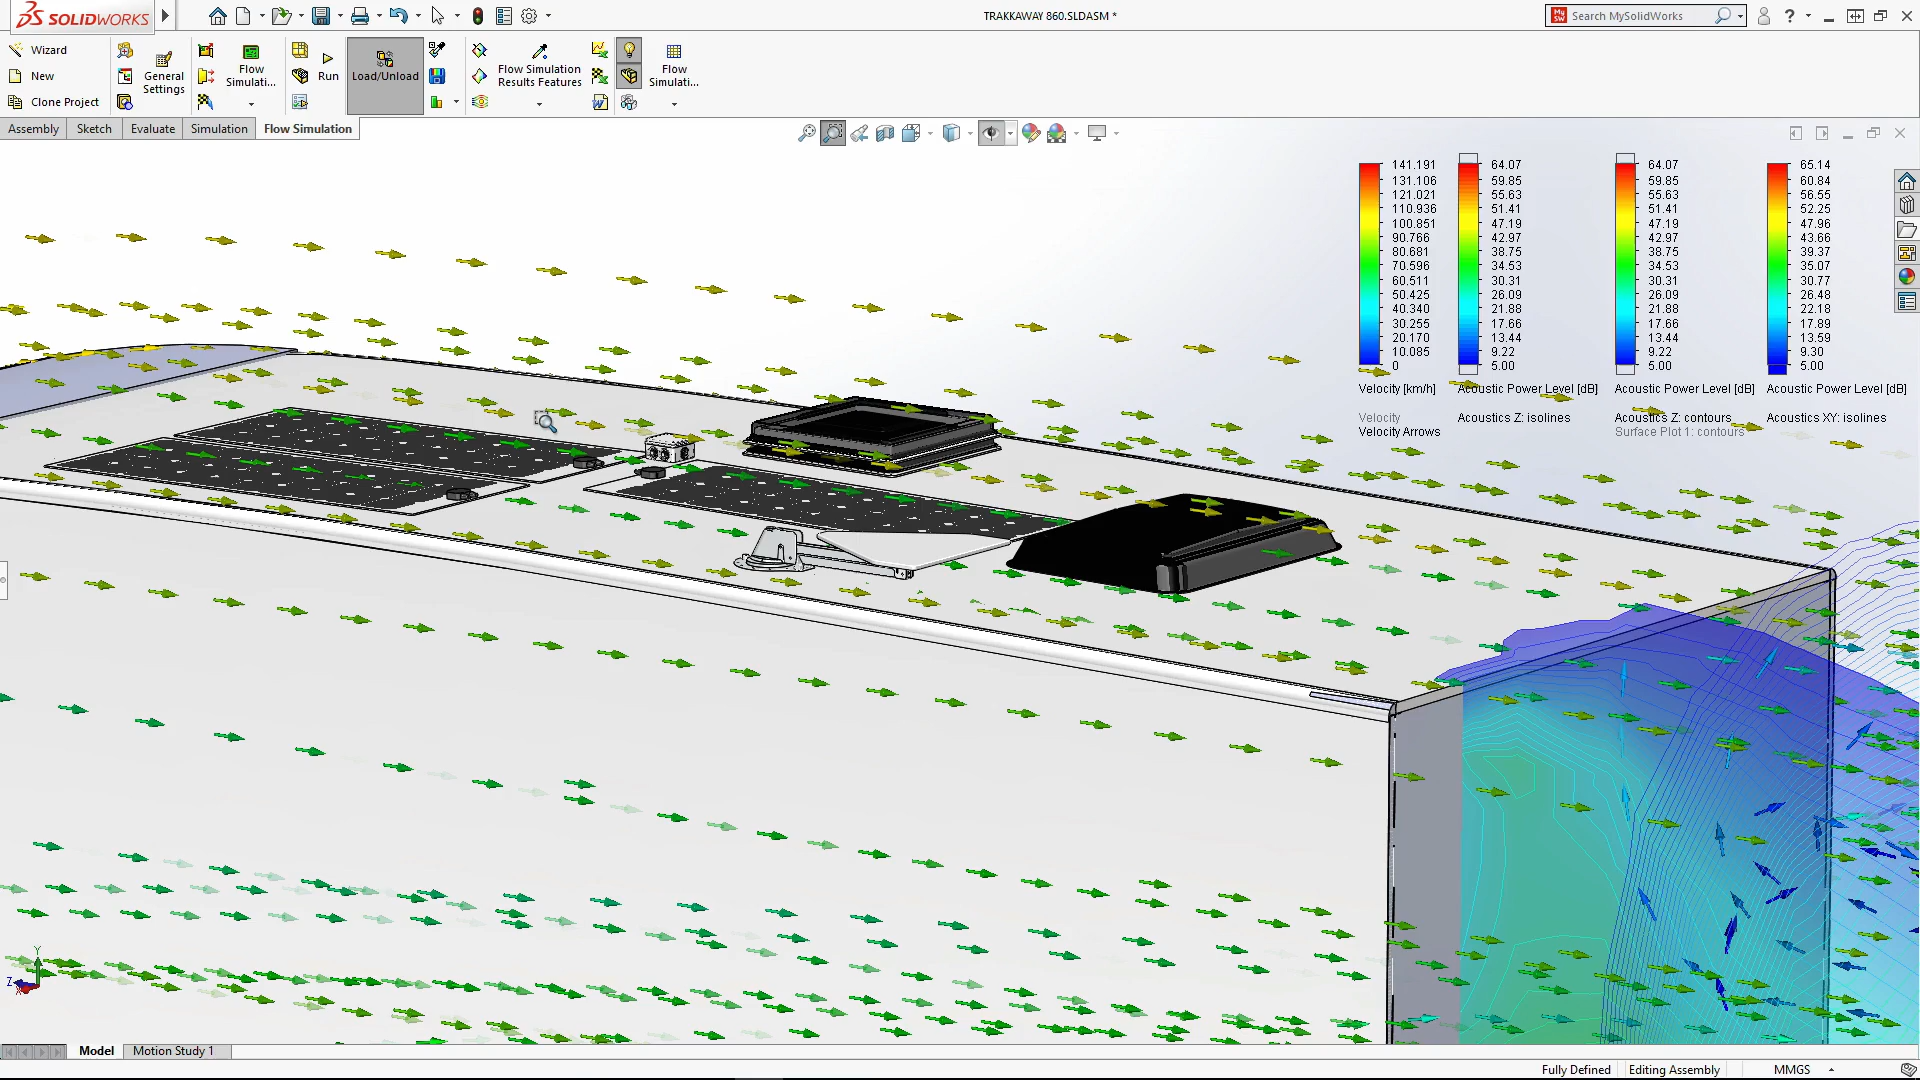 SOLIDWORKS
TRAKKAWAY 860.SLDASM *
Search MySolidWorks
Wizard
New
Clone Project
General
Settings
Flow
Simulati...
Run
Load/Unload
Flow Simulation
Results Features
Flow
Simulati...
Assembly
Sketch
Evaluate
Simulation
Flow Simulation
141.191
131.106
121.021
110.936
100.851
90.766
80.681
70.596
60.511
50.425
40.340
30.255
20.170
10.085
0
Velocity [km/h]
Velocity
Velocity Arrows
64.07
59.85
55.63
51.41
47.19
42.97
38.75
34.53
30.31
26.09
21.88
17.66
13.44
9.22
5.00
Acoustic Power Level [dB]
Acoustics Z: isolines
64.07
59.85
55.63
51.41
47.19
42.97
38.75
34.53
30.31
26.09
21.88
17.66
13.44
9.22
5.00
Acoustic Power Level [dB]
Acoustics Z: contours
Surface Plot 1: contours
65.14
60.84
56.55
52.25
47.96
43.66
39.37
35.07
30.77
26.48
22.18
17.89
13.59
9.30
5.00
Acoustic Power Level [dB]
Acoustics XY: isolines
Y
Z
X
Model
Motion Study 1
Fully Defined
Editing Assembly
MMGS